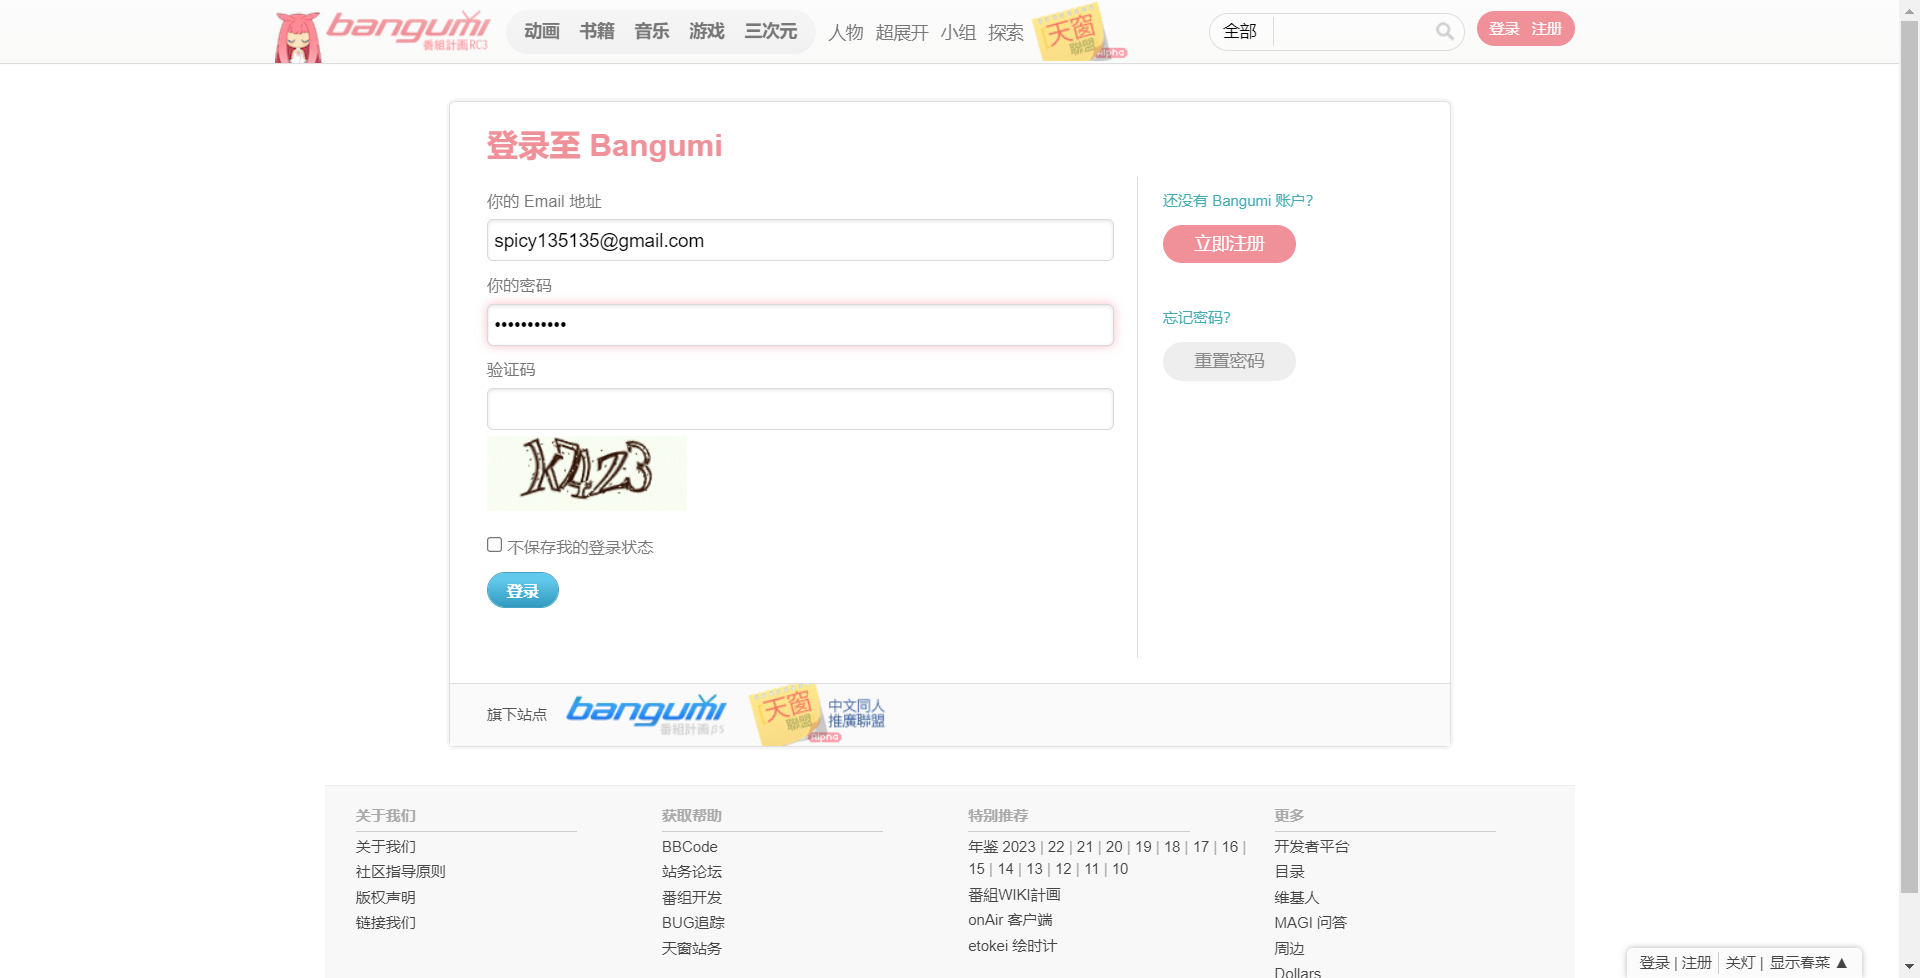 bangumi
番組計画RC3
动画 书籍 音乐 游戏 三次元 人物 超展开 小组 探索
天窗
聯盟
Alpha
全部
登录 注册
登录至 Bangumi
你的 Email 地址
spicy135135@gmail.com
你的密码
•••••••••••
验证码
不保存我的登录状态
登录
还没有 Bangumi 账户?
立即注册
忘记密码?
重置密码
旗下站点
bangumi
番組計画β5
天窗
聯盟
Alpha
中文同人
推廣聯盟
关于我们
关于我们
社区指导原则
版权声明
链接我们
获取帮助
BBCode
站务论坛
番组开发
BUG追踪
天窗站务
特别推荐
年鉴 2023 | 22 | 21 | 20 | 19 | 18 | 17 | 16 |
15 | 14 | 13 | 12 | 11 | 10
番組WIKI計画
onAir 客户端
etokei 绘时计
更多
开发者平台
目录
维基人
MAGI 问答
周边
Dollars
登录 | 注册 | 关灯 | 显示春菜 ▲